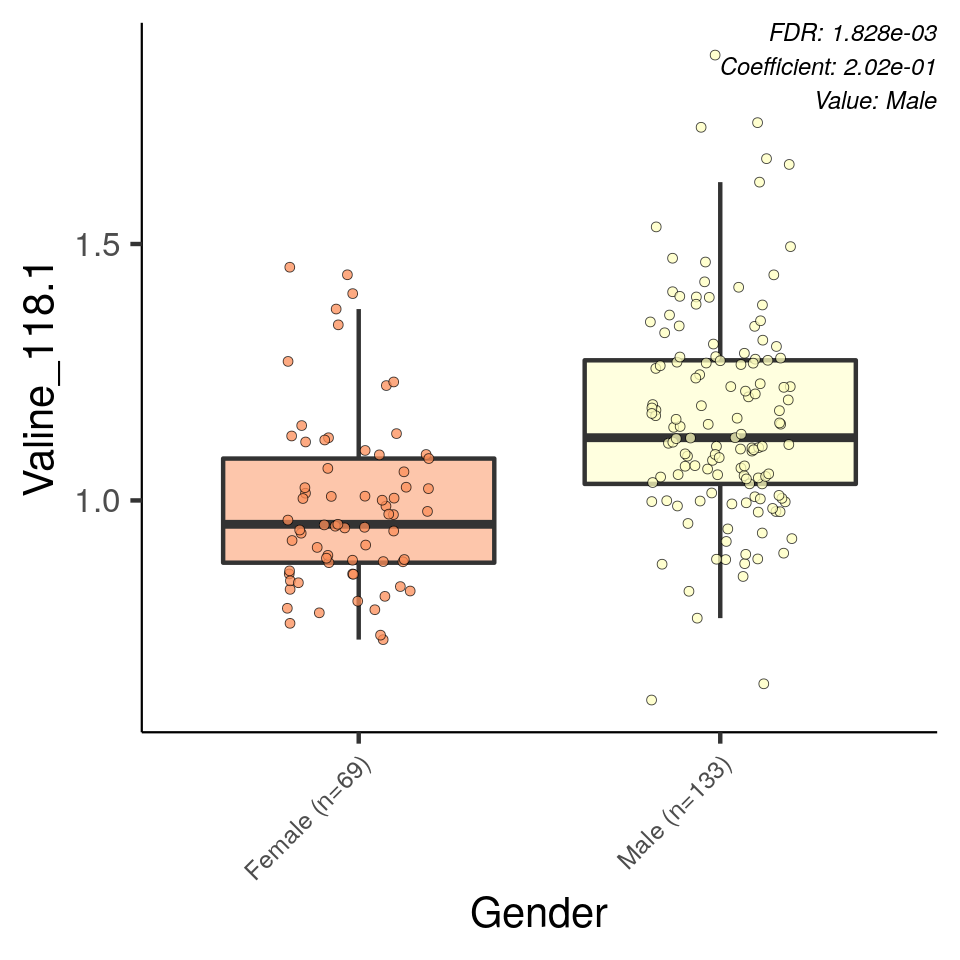 FDR: 1.828e-03
Coefficient: 2.02e-01
Value: Male
1.5
1.0
Valine_118.1
Female (n=69)
Male (n=133)
Gender